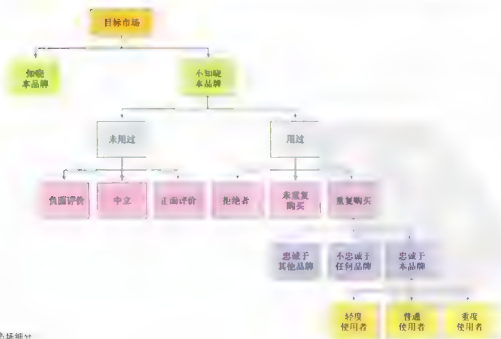 目标市场
知晓
本品牌
不知晓
本品牌
未用过
用过
负面评价
中立
正面评价
拒绝者
未重复
购买
重复购买
忠诚于
其他品牌
不忠诚于
任何品牌
忠诚于
本品牌
轻度
使用者
普通
使用者
重度
使用者